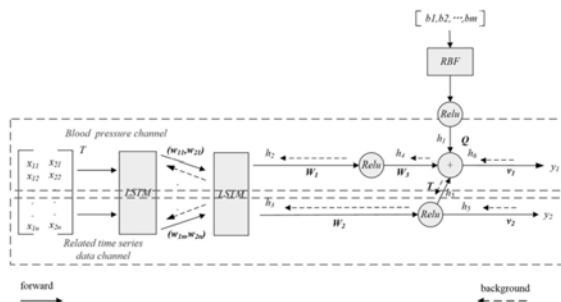 [ b1,b2, ···,bm ]
RBF
Relu
Blood pressure channel
h1 Q
T
(w11,w21)
h2
h4
h6
x11 x21
x12 x22
LSTM
LSTM
Relu
+
y1
W1
W3
v1
T
h3
h5
x1n x2n
(w1n,w2n)
W2
Relu
v2
y2
Related time series
data channel
forward
background